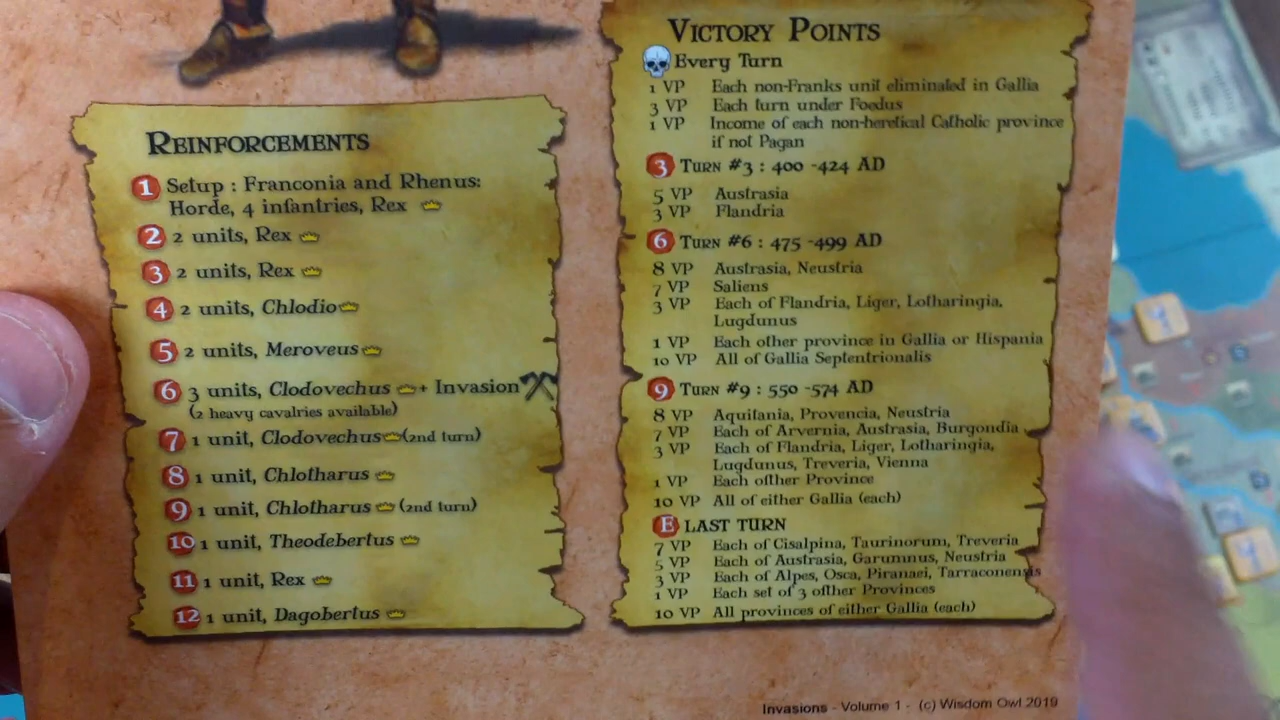 REINFORCEMENTS
1 Setup : Franconia and Rhenus:
Horde, 4 infantries, Rex
2 2 units, Rex
3 2 units, Rex
4 2 units, Chlodio
5 2 units, Meroveus
6 3 units, Clodovechus + Invasion
(2 heavy cavalries available)
7 1 unit, Clodovechus (2nd turn)
8 1 unit, Chlotharus
9 1 unit, Chlotharus (2nd turn)
10 1 unit, Theodebertus
11 1 unit, Rex
12 1 unit, Dagobertus
VICTORY POINTS
Every Turn
1 VP Each non-Franks unit eliminated in Gallia
3 VP Each turn under Foedus
1 VP Income of each non-heretical Catholic province
if not Pagan
3 TURN #3 : 400 -424 AD
5 VP Austrasia
3 VP Flandria
6 TURN #6 : 475 -499 AD
8 VP Austrasia, Neustria
7 VP Saliens
3 VP Each of Flandria, Liger, Lotharingia,
Lugdunus
1 VP Each other province in Gallia or Hispania
10 VP All of Gallia Septentrionalis
9 TURN #9 : 550 -574 AD
8 VP Aquitania, Provencia, Neustria
7 VP Each of Arvernia, Austrasia, Burgondia
3 VP Each of Flandria, Liger, Lotharingia,
Lugdunus, Treveria, Vienna
1 VP Each other Province
10 VP All of either Gallia (each)
E LAST TURN
7 VP Each of Cisalpina, Taurinorum, Treveria
5 VP Each of Austrasia, Garumnus, Neustria
3 VP Each of Alpes, Osca, Piranaei, Tarraconensis
1 VP Each set of 3 other Provinces
10 VP All provinces of either Gallia (each)
Invasions - Volume 1 - (c) Wisdom Owl 2019